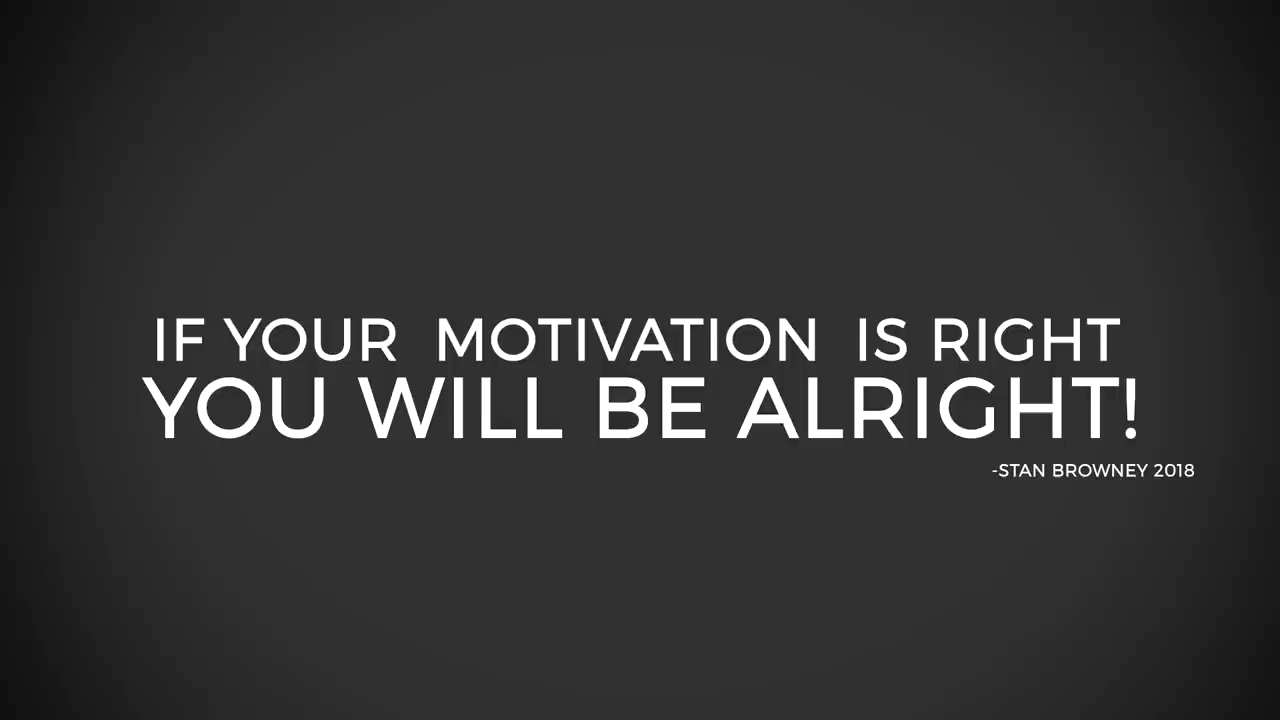 IF YOUR MOTIVATION IS RIGHT
YOU WILL BE ALRIGHT!
-STAN BROWNEY 2018